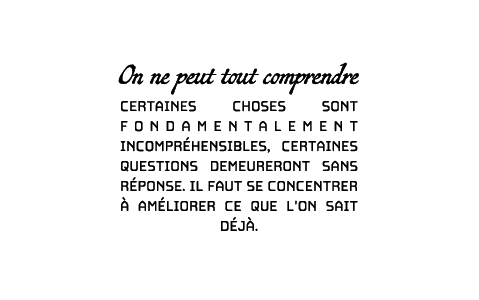 On ne peut tout comprendre
CERTAINES CHOSES SONT
FONDAMENTALEMENT
INCOMPRÉHENSIBLES, CERTAINES
QUESTIONS DEMEURERONT SANS
RÉPONSE. IL FAUT SE CONCENTRER
À AMÉLIORER CE QUE L'ON SAIT
DÉJÀ.